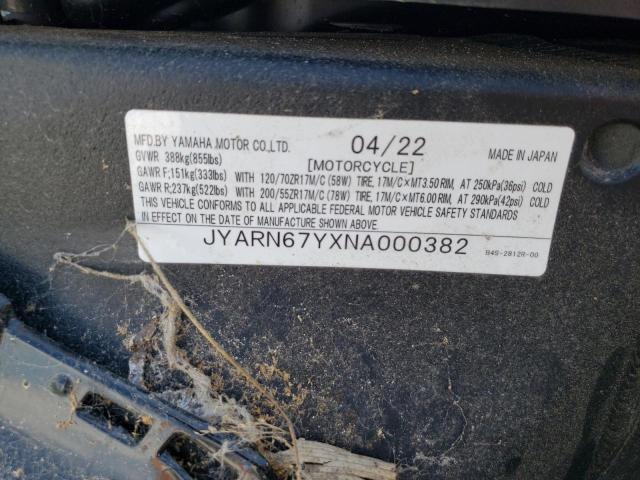 MFD.BY YAMAHA MOTOR CO.,LTD. 04/22 MADE IN JAPAN
GVWR 388kg(855lbs) [MOTORCYCLE]
GAWR F;151kg(333lbs) WITH 120/70ZR17M/C (58W) TIRE, 17M/C×MT3.50 RIM, AT 250kPa(36psi) COLD
GAWR R;237kg(522lbs) WITH 200/55ZR17M/C (78W) TIRE, 17M/C×MT6.00 RIM, AT 290kPa(42psi) COLD
THIS VEHICLE CONFORMS TO ALL APPLICABLE FEDERAL MOTOR VEHICLE SAFETY STANDARDS
IN EFFECT ON THE DATE OF MANUFACTURE SHOWN ABOVE.
JYARN67YXNA000382 B4S-2812R-00